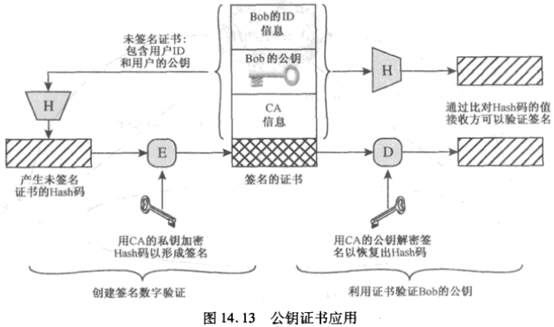 未签名证书:
包含用户ID
和用户的公钥
Bob的ID
信息
Bob的公钥
CA
信息
H
H
产生未签名
证书的Hash码
E
签名的证书
D
通过比对Hash码的值
接收方可以验证签名
用CA的私钥加密
Hash码以形成签名
用CA的公钥解密签
名以恢复出Hash码
创建签名数字验证
利用证书验证Bob的公钥
图 14.13 公钥证书应用